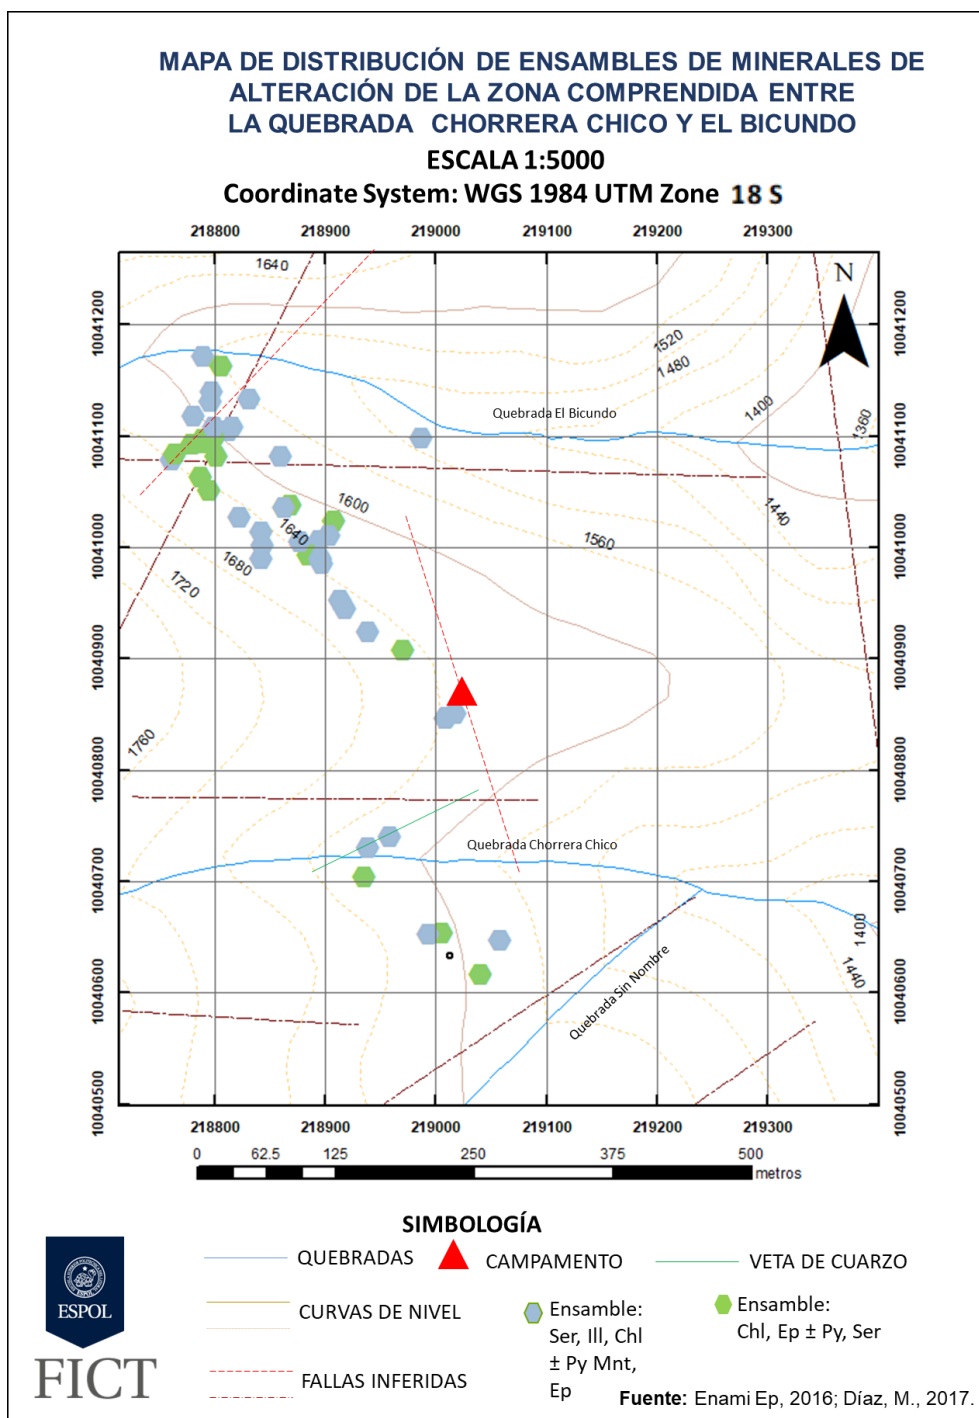 MAPA DE DISTRIBUCIÓN DE ENSAMBLES DE MINERALES DE
ALTERACIÓN DE LA ZONA COMPRENDIDA ENTRE
LA QUEBRADA CHORRERA CHICO Y EL BICUNDO
ESCALA 1:5000
Coordinate System: WGS 1984 UTM Zone 18 S
218800 218900 219000 219100 219200 219300
1640
N
10041200 10041200
1520
1480
1400
Quebrada El Bicundo
1360
10041100 10041100
1600
1440
1640
1560
10041000 10041000
1680
1720
10040900 10040900
1760
10040800 10040800
Quebrada Chorrera Chico
10040700 10040700
1400
1440
Quebrada Sin Nombre
10040600 10040600
10040500 10040500
218800 218900 219000 219100 219200 219300
0 62.5 125 250 375 500
metros
SIMBOLOGÍA
QUEBRADAS
CAMPAMENTO
VETA DE CUARZO
CURVAS DE NIVEL
Ensamble:
Ser, Ill, Chl
± Py Mnt,
Ep
Ensamble:
Chl, Ep ± Py, Ser
FALLAS INFERIDAS
ESPOL
FICT
Fuente: Enami Ep, 2016; Díaz, M., 2017.